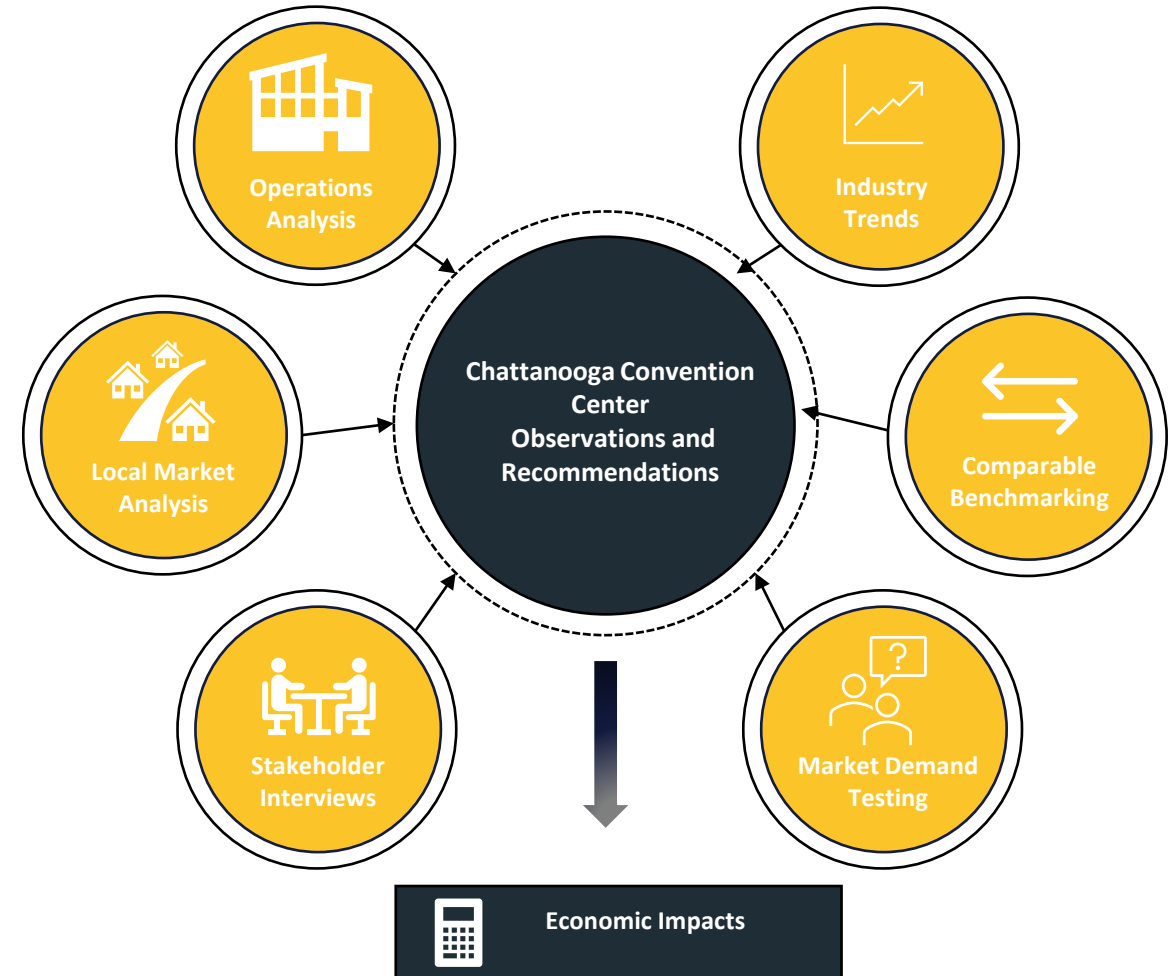 Operations
Analysis
Industry
Trends
Chattanooga Convention
Center
Observations and
Recommendations
Local Market
Analysis
Comparable
Benchmarking
?
Stakeholder
Interviews
Market Demand
Testing
Economic Impacts